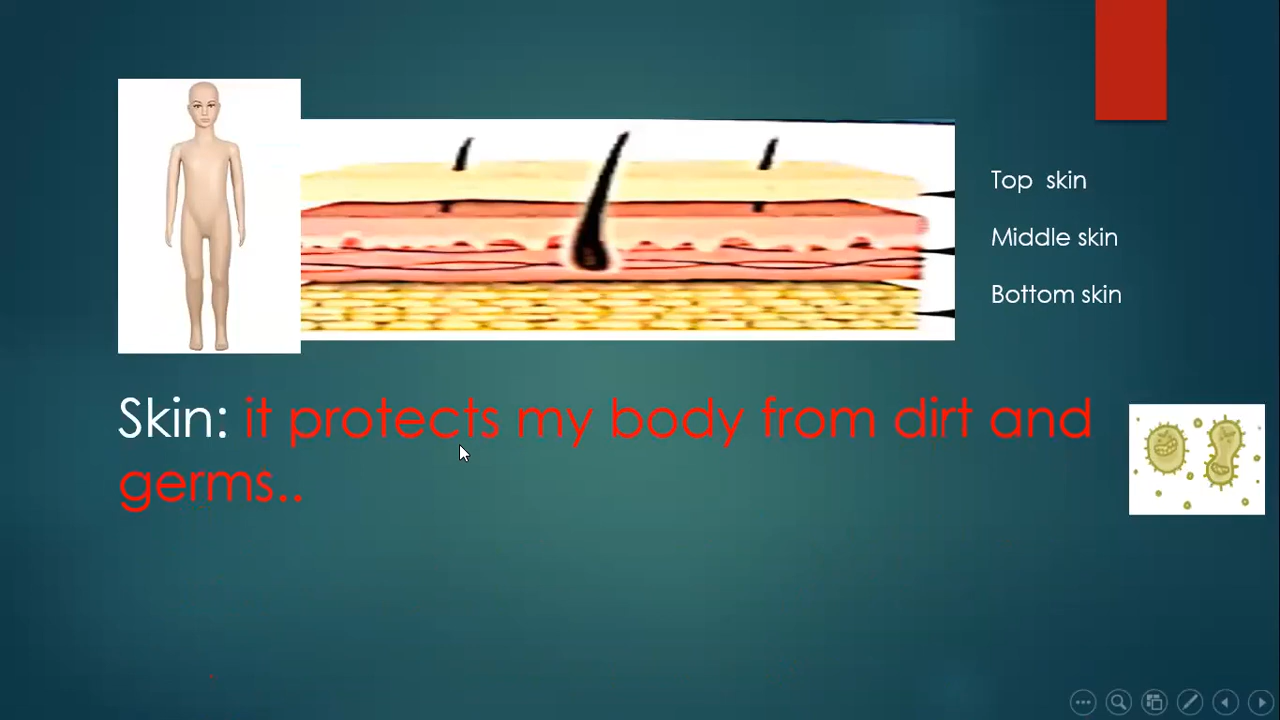 Top skin
Middle skin
Bottom skin
Skin: it protects my body from dirt and
germs..